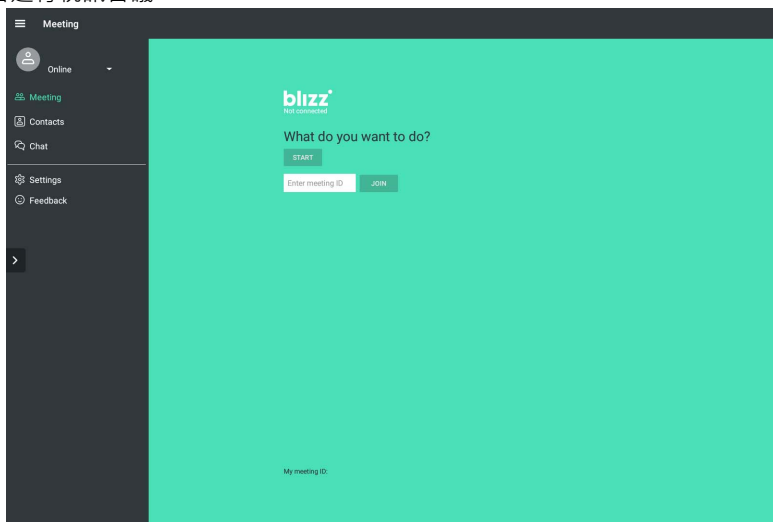 Meeting
Online
Meeting
Contacts
Chat
Settings
Feedback
blizz
Not connected
What do you want to do?
START
Enter meeting ID
JOIN
My meeting ID: